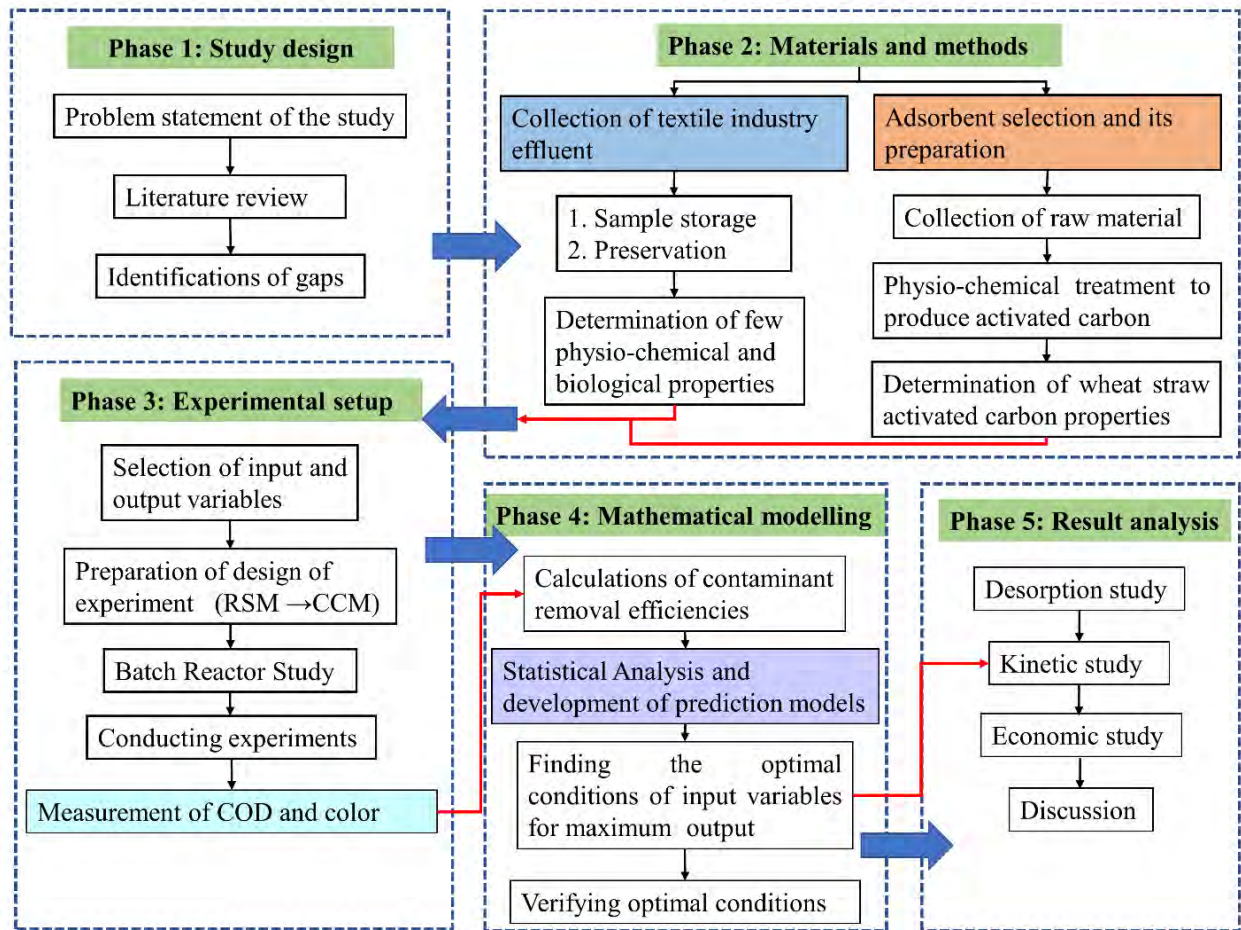 Phase 1: Study design
Problem statement of the study
Literature review
Identifications of gaps
Phase 2: Materials and methods
Collection of textile industry
effluent
1. Sample storage
2. Preservation
Determination of few
physio-chemical and
biological properties
Adsorbent selection and its
preparation
Collection of raw material
Physio-chemical treatment to
produce activated carbon
Determination of wheat straw
activated carbon properties
Phase 3: Experimental setup
Selection of input and
output variables
Preparation of design of
experiment (RSM →CCM)
Batch Reactor Study
Conducting experiments
Measurement of COD and color
Phase 4: Mathematical modelling
Calculations of contaminant
removal efficiencies
Statistical Analysis and
development of prediction models
Finding the optimal
conditions of input variables
for maximum output
Verifying optimal conditions
Phase 5: Result analysis
Desorption study
Kinetic study
Economic study
Discussion